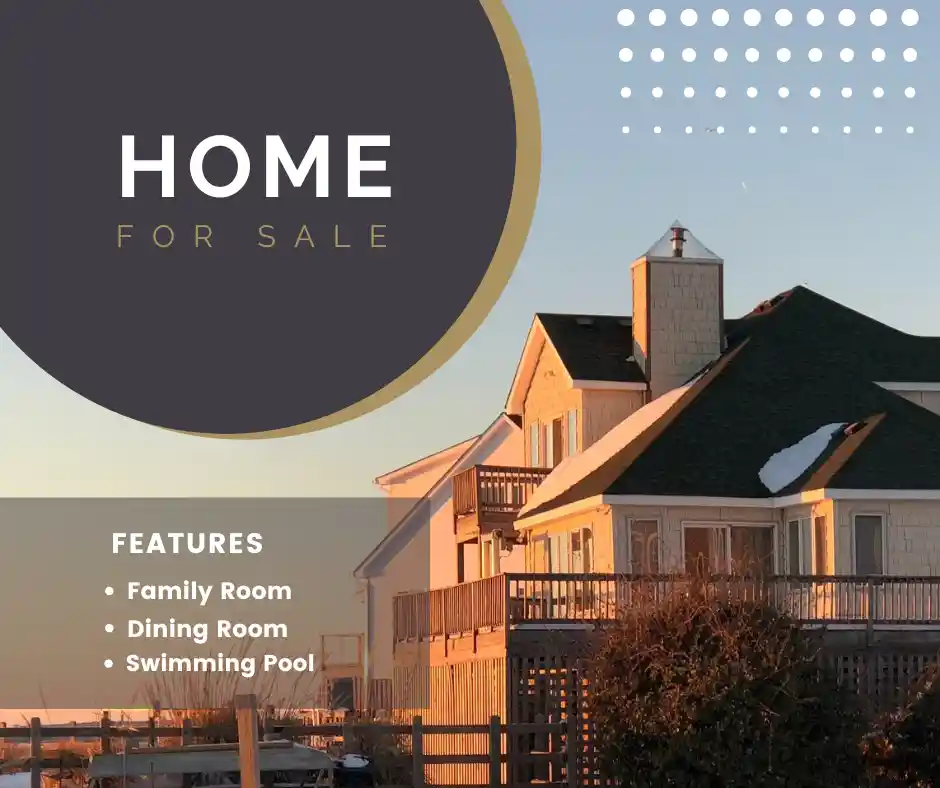 HOME
FOR SALE
FEATURES
• Family Room
• Dining Room
• Swimming Pool